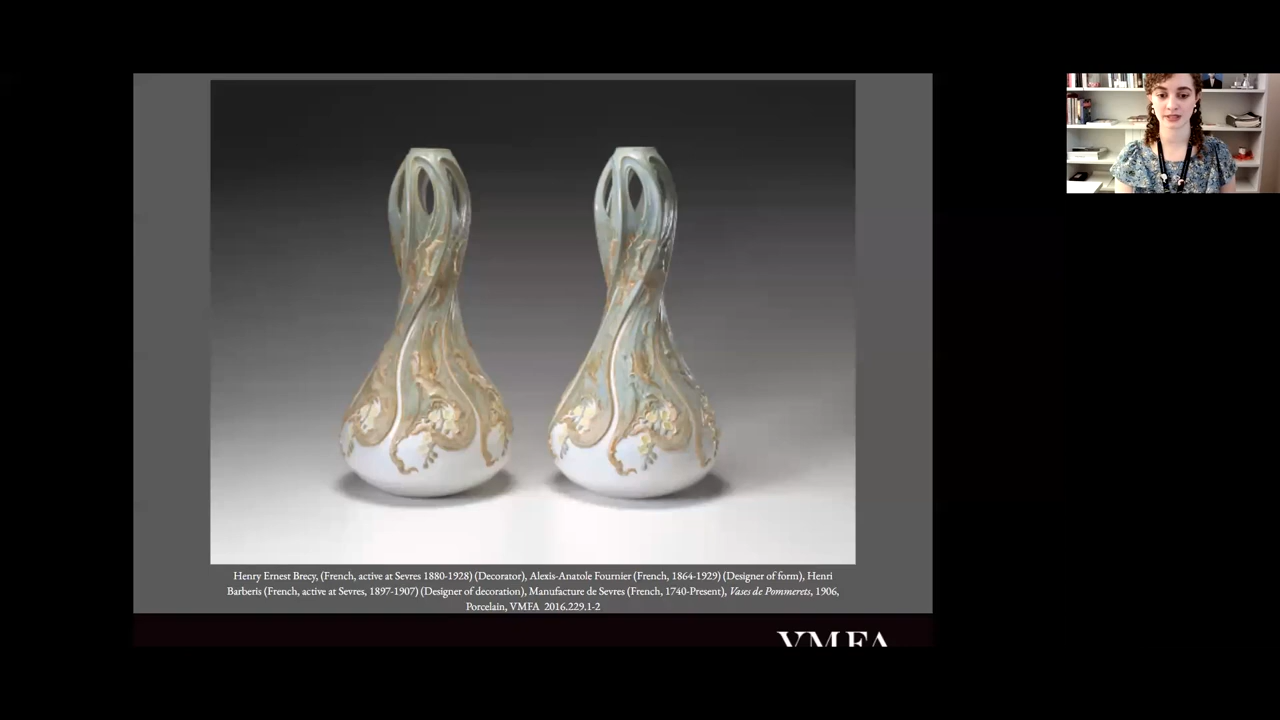 Henry Ernest Brecy, (French, active at Sevres 1880-1928) (Decorator), Alexis-Anatole Fournier (French, 1864-1929) (Designer of form), Henri
Barberis (French, active at Sevres, 1897-1907) (Designer of decoration), Manufacture de Sevres (French, 1740-Present), Vases de Pommerets, 1906,
Porcelain, VMFA 2016.229.1-2
VMFA